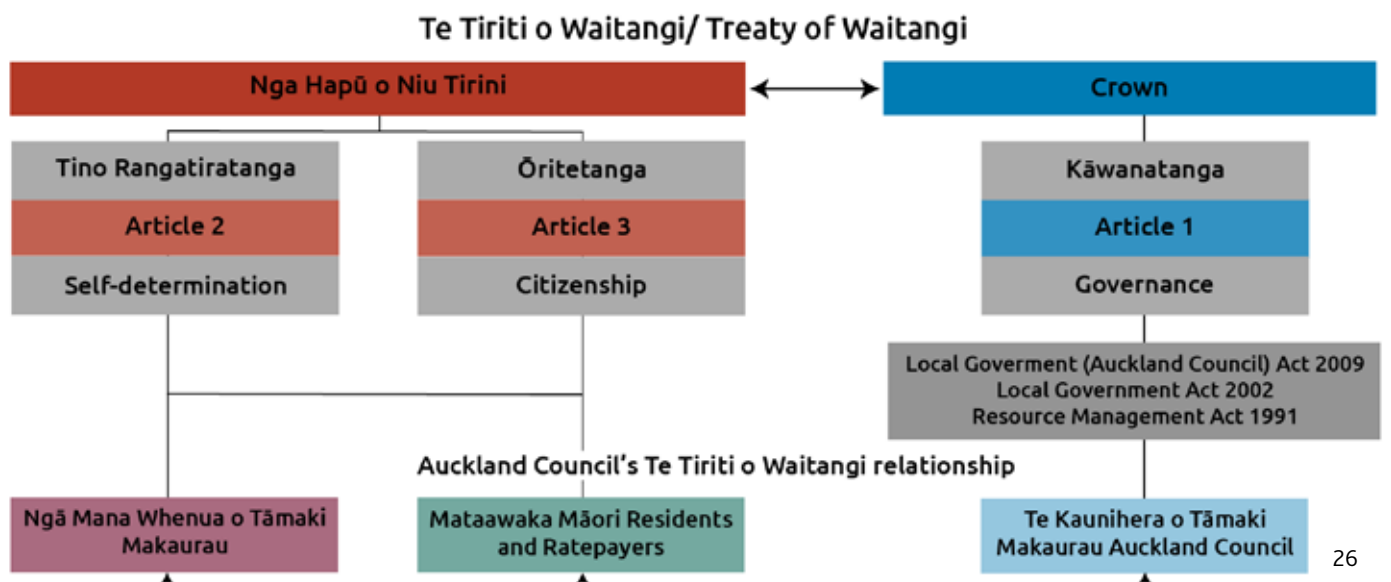 Te Tiriti o Waitangi/ Treaty of Waitangi
Nga Hapū o Niu Tirini
Crown
Tino Rangatiratanga
Article 2
Self-determination
Ōritetanga
Article 3
Citizenship
Kāwanatanga
Article 1
Governance
Local Goverment (Auckland Council) Act 2009
Local Government Act 2002
Resource Management Act 1991
Auckland Council's Te Tiriti o Waitangi relationship
Ngā Mana Whenua o Tāmaki
Makaurau
Mataawaka Māori Residents
and Ratepayers
Te Kaunihera o Tāmaki
Makaurau Auckland Council
26